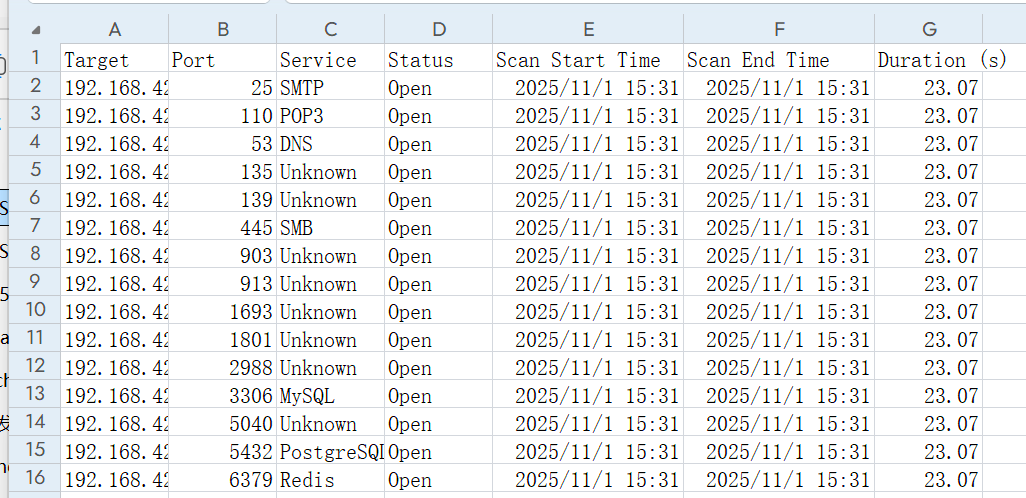 A B C D E F G
1 Target Port Service Status Scan Start Time Scan End Time Duration (s)
2 192.168.42 25 SMTP Open 2025/11/1 15:31 2025/11/1 15:31 23.07
3 192.168.42 110 POP3 Open 2025/11/1 15:31 2025/11/1 15:31 23.07
4 192.168.42 53 DNS Open 2025/11/1 15:31 2025/11/1 15:31 23.07
5 192.168.42 135 Unknown Open 2025/11/1 15:31 2025/11/1 15:31 23.07
6 192.168.42 139 Unknown Open 2025/11/1 15:31 2025/11/1 15:31 23.07
7 192.168.42 445 SMB Open 2025/11/1 15:31 2025/11/1 15:31 23.07
8 192.168.42 903 Unknown Open 2025/11/1 15:31 2025/11/1 15:31 23.07
9 192.168.42 913 Unknown Open 2025/11/1 15:31 2025/11/1 15:31 23.07
10 192.168.42 1693 Unknown Open 2025/11/1 15:31 2025/11/1 15:31 23.07
11 192.168.42 1801 Unknown Open 2025/11/1 15:31 2025/11/1 15:31 23.07
12 192.168.42 2988 Unknown Open 2025/11/1 15:31 2025/11/1 15:31 23.07
13 192.168.42 3306 MySQL Open 2025/11/1 15:31 2025/11/1 15:31 23.07
14 192.168.42 5040 Unknown Open 2025/11/1 15:31 2025/11/1 15:31 23.07
15 192.168.42 5432 PostgreSQL Open 2025/11/1 15:31 2025/11/1 15:31 23.07
16 192.168.42 6379 Redis Open 2025/11/1 15:31 2025/11/1 15:31 23.07